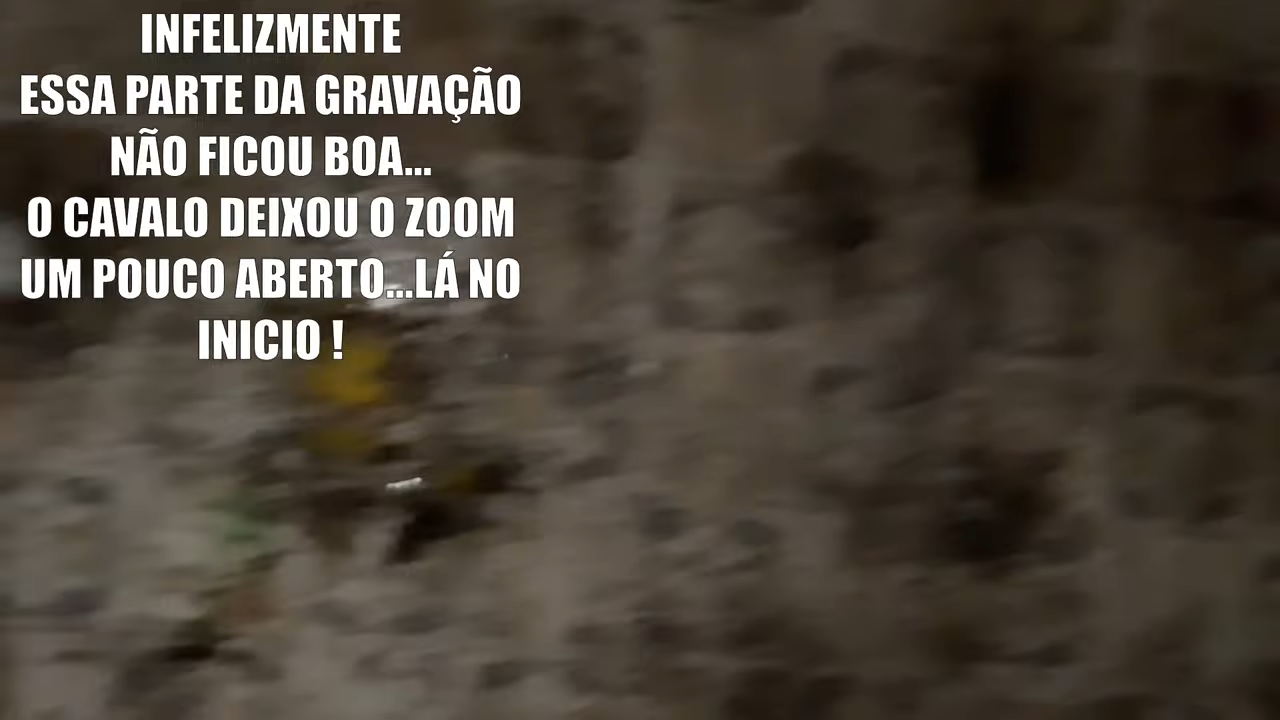 INFELIZMENTE
ESSA PARTE DA GRAVAÇÃO
NÃO FICOU BOA...
O CAVALO DEIXOU O ZOOM
UM POUCO ABERTO...LÁ NO
INICIO !